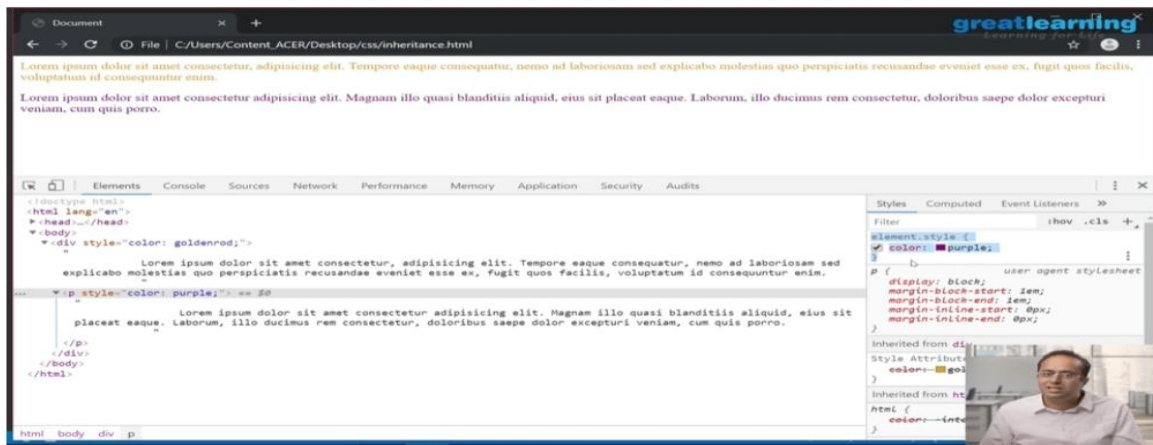 Document × +
greatlearning
Learning for Life
File | C:/Users/Content_ACER/Desktop/css/inheritance.html
Lorem ipsum dolor sit amet consectetur, adipisicing elit. Tempore eaque consequatur, nemo ad laboriosam sed explicabo molestias quo perspiciatis recusandae eveniet esse ex, fugit quos facilis,
voluptatum id consequuntur enim.
Lorem ipsum dolor sit amet consectetur adipisicing elit. Magnam illo quasi blanditiis aliquid, eius sit placeat eaque. Laborum, illo ducimus rem consectetur, doloribus saepe dolor excepturi
veniam, cum quis porro.
Elements Console Sources Network Performance Memory Application Security Audits
<!doctype html>
<html lang="en">
<head>…</head>
<body>
<div style="color: goldenrod;">
"
Lorem ipsum dolor sit amet consectetur, adipisicing elit. Tempore eaque consequatur, nemo ad laboriosam sed
explicabo molestias quo perspiciatis recusandae eveniet esse ex, fugit quos facilis, voluptatum id consequuntur enim.
"
<p style="color: purple;"> == $0
"
Lorem ipsum dolor sit amet consectetur adipisicing elit. Magnam illo quasi blanditiis aliquid, eius sit
placeat eaque. Laborum, illo ducimus rem consectetur, doloribus saepe dolor excepturi veniam, cum quis porro.
"
</p>
</div>
</body>
</html>
html body div p
Styles Computed Event Listeners »
Filter :hov .cls +
element.style {
color: purple;
}
p { user agent stylesheet
display: block;
margin-block-start: 1em;
margin-block-end: 1em;
margin-inline-start: 0px;
margin-inline-end: 0px;
}
Inherited from div
Style Attribute
color: gol
}
Inherited from ht
html {
color: -inte
}